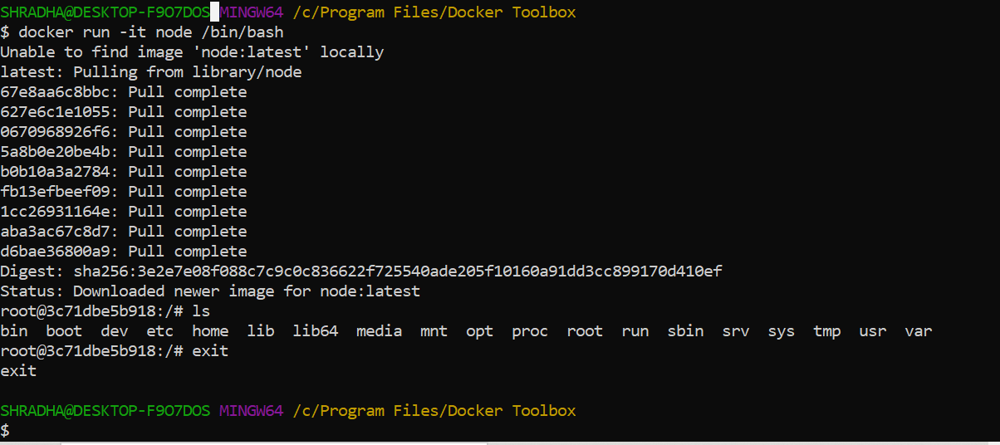 SHRADHA@DESKTOP-F9O7DOS MINGW64 /c/Program Files/Docker Toolbox
$ docker run -it node /bin/bash
Unable to find image 'node:latest' locally
latest: Pulling from library/node
67e8aa6c8bbc: Pull complete
627e6c1e1055: Pull complete
0670968926f6: Pull complete
5a8b0e20be4b: Pull complete
b0b10a3a2784: Pull complete
fb13efbeef09: Pull complete
1cc26931164e: Pull complete
aba3ac67c8d7: Pull complete
d6bae36800a9: Pull complete
Digest: sha256:3e2e7e08f088c7c9c0c836622f725540ade205f10160a91dd3cc899170d410ef
Status: Downloaded newer image for node:latest
root@3c71dbe5b918:/# ls
bin  boot  dev  etc  home  lib  lib64  media  mnt  opt  proc  root  run  sbin  srv  sys  tmp  usr  var
root@3c71dbe5b918:/# exit
exit
SHRADHA@DESKTOP-F9O7DOS MINGW64 /c/Program Files/Docker Toolbox
$